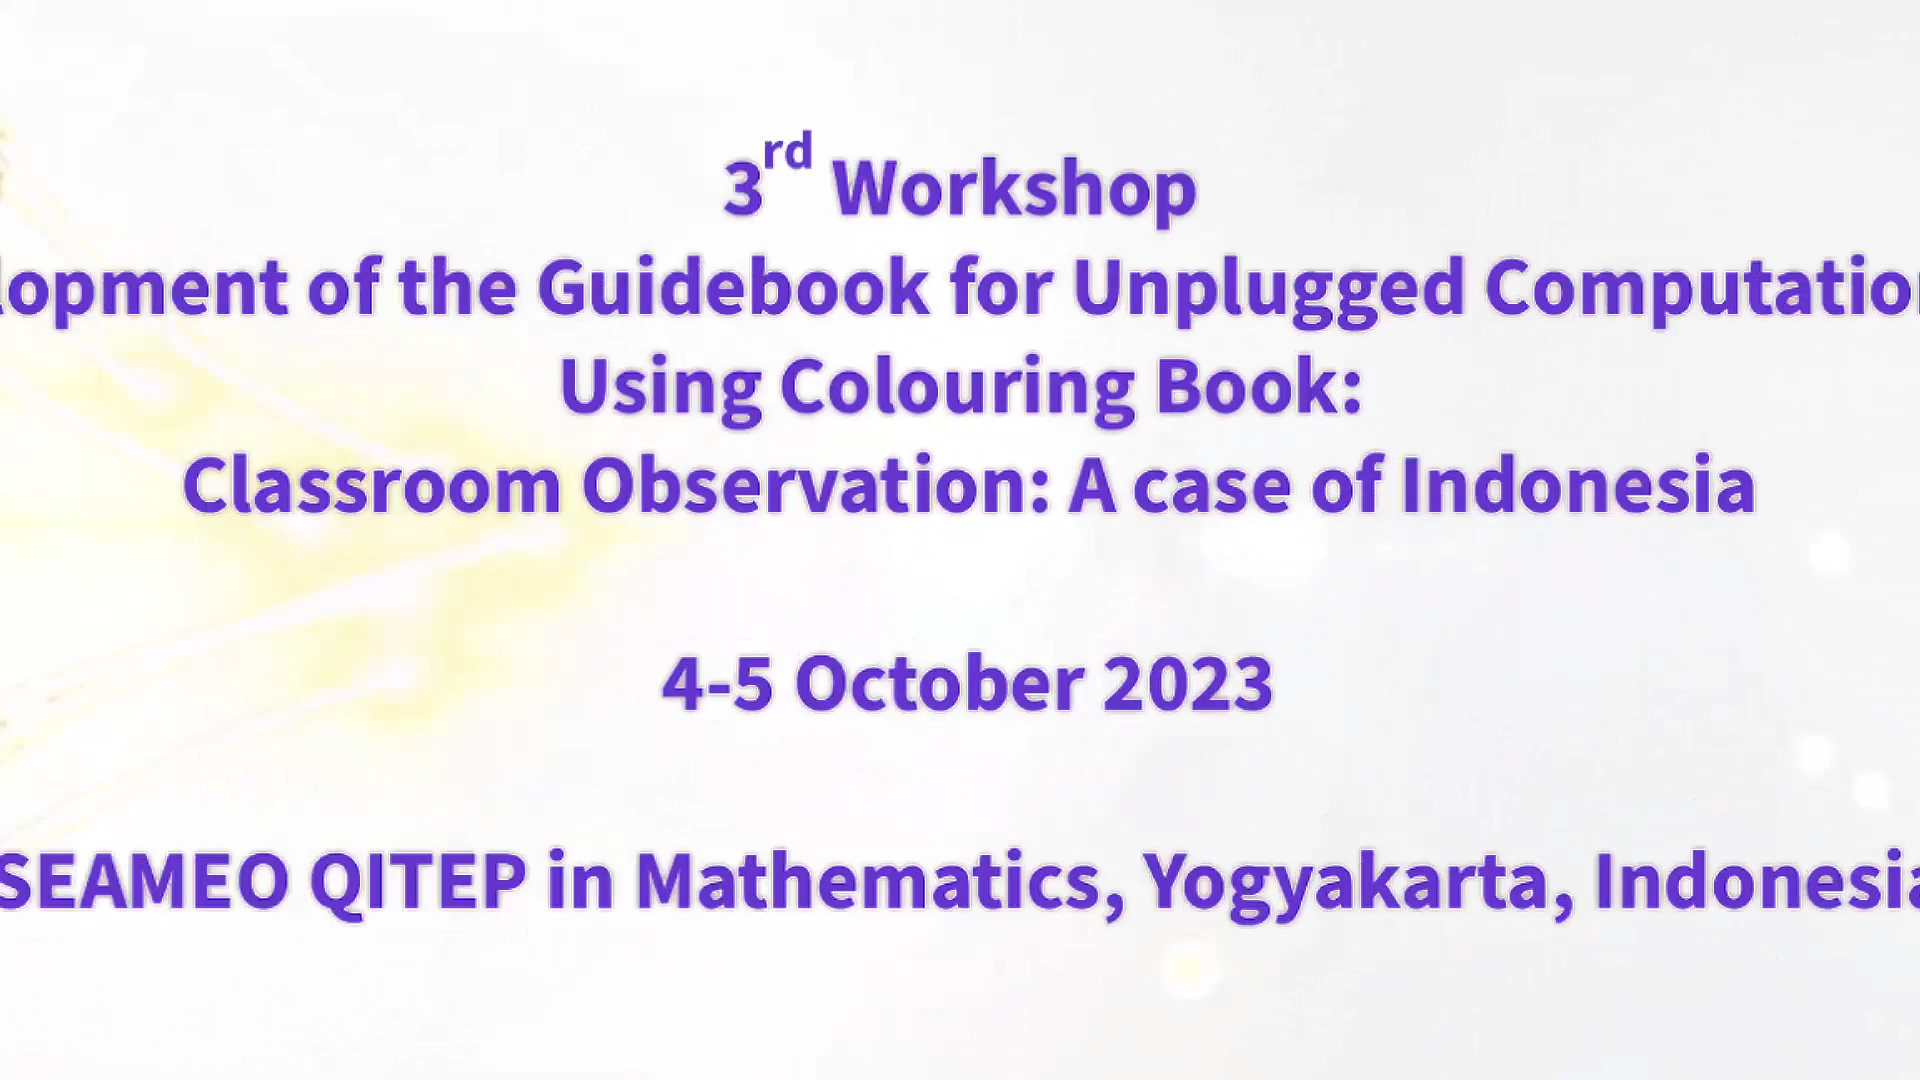 3rd Workshop
lopment of the Guidebook for Unplugged Computation
Using Colouring Book:
Classroom Observation: A case of Indonesia
4-5 October 2023
SEAMEO QITEP in Mathematics, Yogyakarta, Indonesia